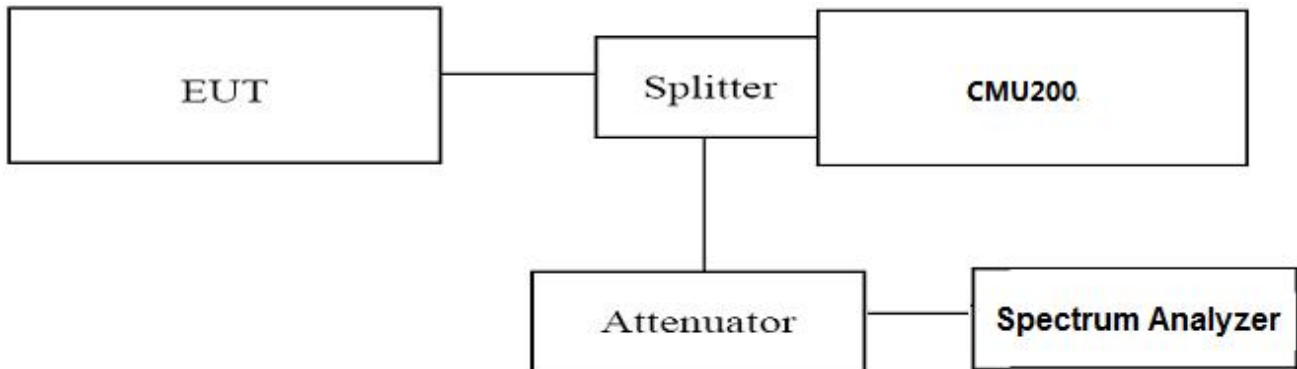 EUT
Splitter
CMU200.
Attenuator
Spectrum Analyzer